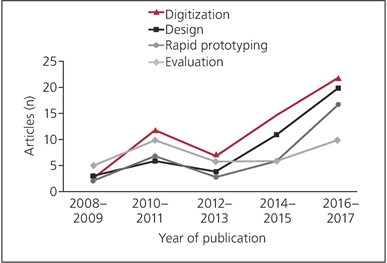 Digitization
Design
Rapid prototyping
Evaluation
25
20
15
10
5
0
Articles (n)
2008–
2009
2010–
2011
2012–
2013
2014–
2015
2016–
2017
Year of publication